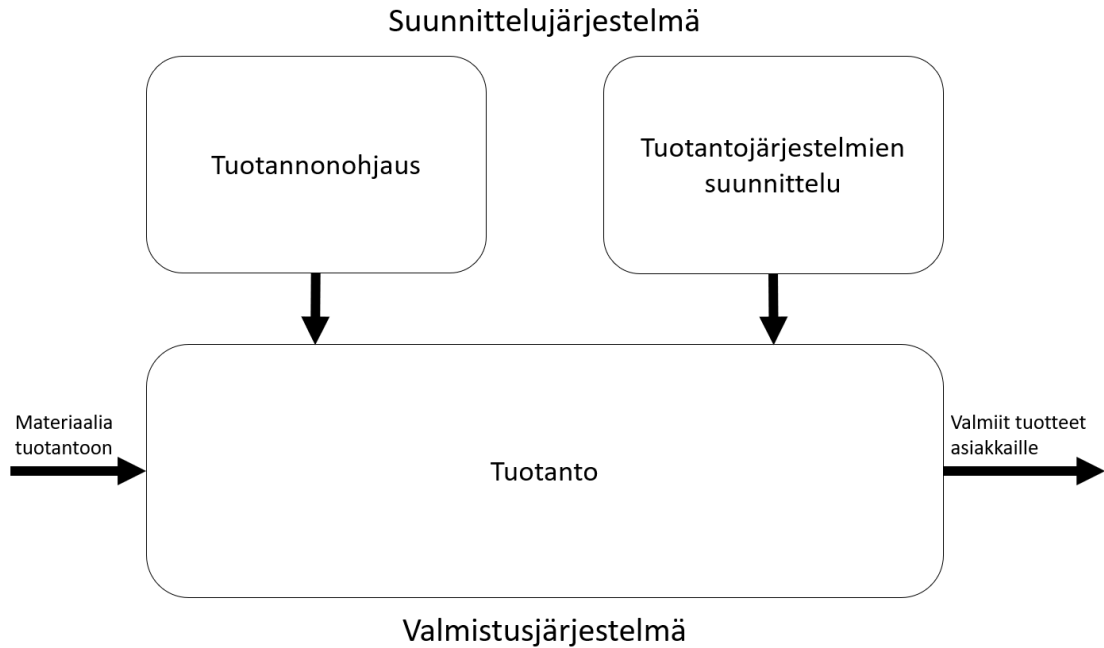 Suunnittelujärjestelmä
Tuotannonohjaus
Tuotantojärjestelmien
suunnittelu
Materiaalia
tuotantoon
Tuotanto
Valmiit tuotteet
asiakkaille
Valmistusjärjestelmä